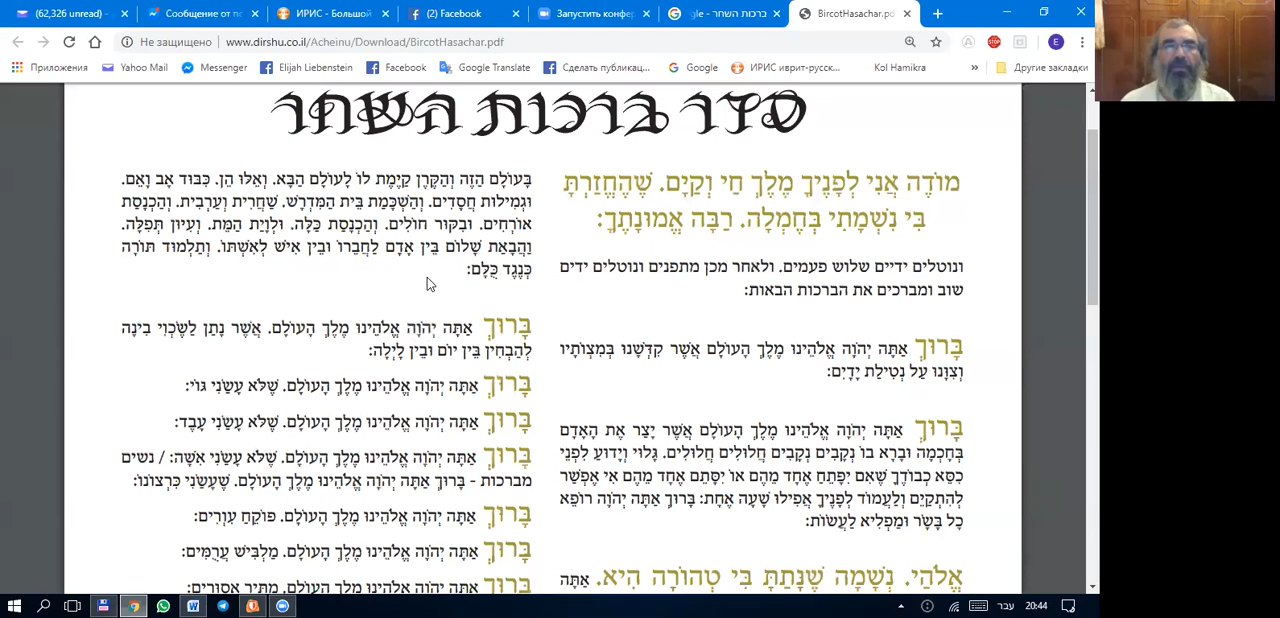 (62,326 unread) -
Сообщение от по
ИРИС - Большой
(2) Facebook
Запустить конфе
ברכות השחר - gle
BircotHasachar.pd
Не защищено
www.dirshu.co.il/Acheinu/Download/BircotHasachar.pdf
Приложения
Yahoo Mail
Messenger
Elijah Liebenstein
Facebook
Google Translate
Сделать публикац...
Google
ИРИС иврит-русск...
Kol Hamikra
»
Другие закладки
סדר ברכות השחר
מוֹדֶה אֲנִי לְפָנֶיךָ מֶלֶךְ חַי וְקַיָּם. שֶׁהֶחֱזַרְתָּ
בִּי נִשְׁמָתִי בְּחֶמְלָה. רַבָּה אֱמוּנָתֶךָ:
ונוטלים ידיים שלוש פעמים. ולאחר מכן מתפנים ונוטלים ידים
שוב ומברכים את הברכות הבאות:
בָּרוּךְ אַתָּה יְהֹוָה אֱלֹהֵינוּ מֶלֶךְ הָעוֹלָם אֲשֶׁר קִדְּשָׁנוּ בְּמִצְוֹתָיו
וְצִוָּנוּ עַל נְטִילַת יָדָיִם:
בָּרוּךְ אַתָּה יְהֹוָה אֱלֹהֵינוּ מֶלֶךְ הָעוֹלָם אֲשֶׁר יָצַר אֶת הָאָדָם
בְּחָכְמָה וּבָרָא בוֹ נְקָבִים נְקָבִים חֲלוּלִים חֲלוּלִים. גָּלוּי וְיָדוּעַ לִפְנֵי
כִסֵּא כְבוֹדֶךָ שֶׁאִם יִפָּתֵחַ אֶחָד מֵהֶם אוֹ יִסָּתֵם אֶחָד מֵהֶם אִי אֶפְשַׁר
לְהִתְקַיֵּם וְלַעֲמוֹד לְפָנֶיךָ אֲפִילוּ שָׁעָה אֶחָת: בָּרוּךְ אַתָּה יְהֹוָה רוֹפֵא
כָל בָּשָׂר וּמַפְלִיא לַעֲשׂוֹת:
אֱלֹהַי. נְשָׁמָה שֶׁנָּתַתָּ בִּי טְהוֹרָה הִיא. אַתָּה
בָּעוֹלָם הַזֶּה וְהַקֶּרֶן קַיֶּמֶת לוֹ לָעוֹלָם הַבָּא. וְאֵלּוּ הֵן. כִּבּוּד אָב וָאֵם.
וּגְמִילוּת חֲסָדִים. וְהַשְׁכָּמַת בֵּית הַמִּדְרָשׁ. שַׁחֲרִית וְעַרְבִית. וְהַכְנָסַת
אוֹרְחִים. וּבִקּוּר חוֹלִים. וְהַכְנָסַת כַּלָּה. וּלְוָיַת הַמֵּת. וְעִיּוּן תְּפִלָּה.
וַהֲבָאַת שָׁלוֹם בֵּין אָדָם לַחֲבֵרוֹ וּבֵין אִישׁ לְאִשְׁתּוֹ. וְתַלְמוּד תּוֹרָה
כְּנֶגֶד כֻּלָּם:
בָּרוּךְ אַתָּה יְהֹוָה אֱלֹהֵינוּ מֶלֶךְ הָעוֹלָם. אֲשֶׁר נָתַן לַשֶּׂכְוִי בִינָה
לְהַבְחִין בֵּין יוֹם וּבֵין לָיְלָה:
בָּרוּךְ אַתָּה יְהֹוָה אֱלֹהֵינוּ מֶלֶךְ הָעוֹלָם. שֶׁלֹּא עָשַׂנִי גּוֹי:
בָּרוּךְ אַתָּה יְהֹוָה אֱלֹהֵינוּ מֶלֶךְ הָעוֹלָם. שֶׁלֹּא עָשַׂנִי עָבֶד:
בָּרוּךְ אַתָּה יְהֹוָה אֱלֹהֵינוּ מֶלֶךְ הָעוֹלָם. שֶׁלֹּא עָשַׂנִי אִשָּׁה: / נשים
מברכות - בָּרוּךְ אַתָּה יְהֹוָה אֱלֹהֵינוּ מֶלֶךְ הָעוֹלָם. שֶׁעָשַׂנִי כִּרְצוֹנוֹ:
בָּרוּךְ אַתָּה יְהֹוָה אֱלֹהֵינוּ מֶלֶךְ הָעוֹלָם. פּוֹקֵחַ עִוְרִים:
בָּרוּךְ אַתָּה יְהֹוָה אֱלֹהֵינוּ מֶלֶךְ הָעוֹלָם. מַלְבִּישׁ עֲרֻמִּים:
בָּרוּךְ אַתָּה יְהֹוָה אֱלֹהֵינוּ מֶלֶךְ הָעוֹלָם. מַתִּיר אֲסוּרִים:
עבר
20:44